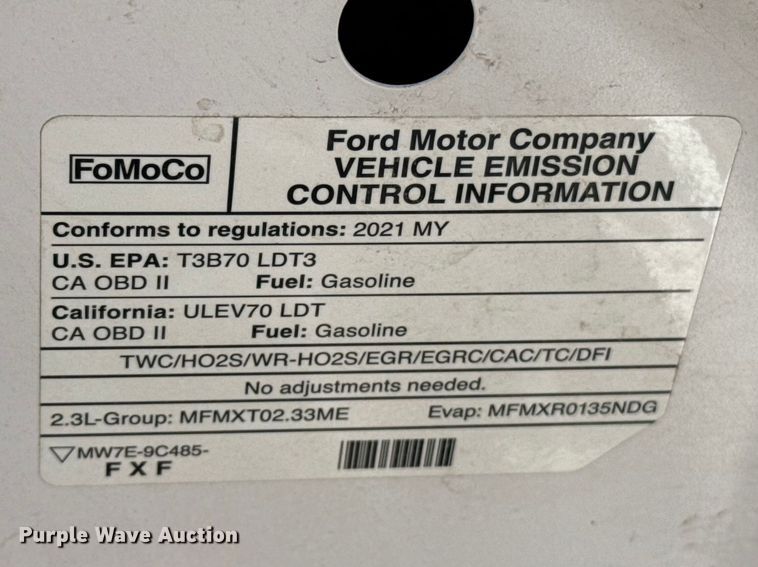 FoMoCo
Ford Motor Company
VEHICLE EMISSION
CONTROL INFORMATION
Conforms to regulations: 2021 MY
U.S. EPA: T3B70 LDT3
CA OBD II Fuel: Gasoline
California: ULEV70 LDT
CA OBD II Fuel: Gasoline
TWC/HO2S/WR-HO2S/EGR/EGRC/CAC/TC/DFI
No adjustments needed.
2.3L-Group: MFMXT02.33ME Evap: MFMXR0135NDG
MW7E-9C485-
FXF
Purple Wave Auction